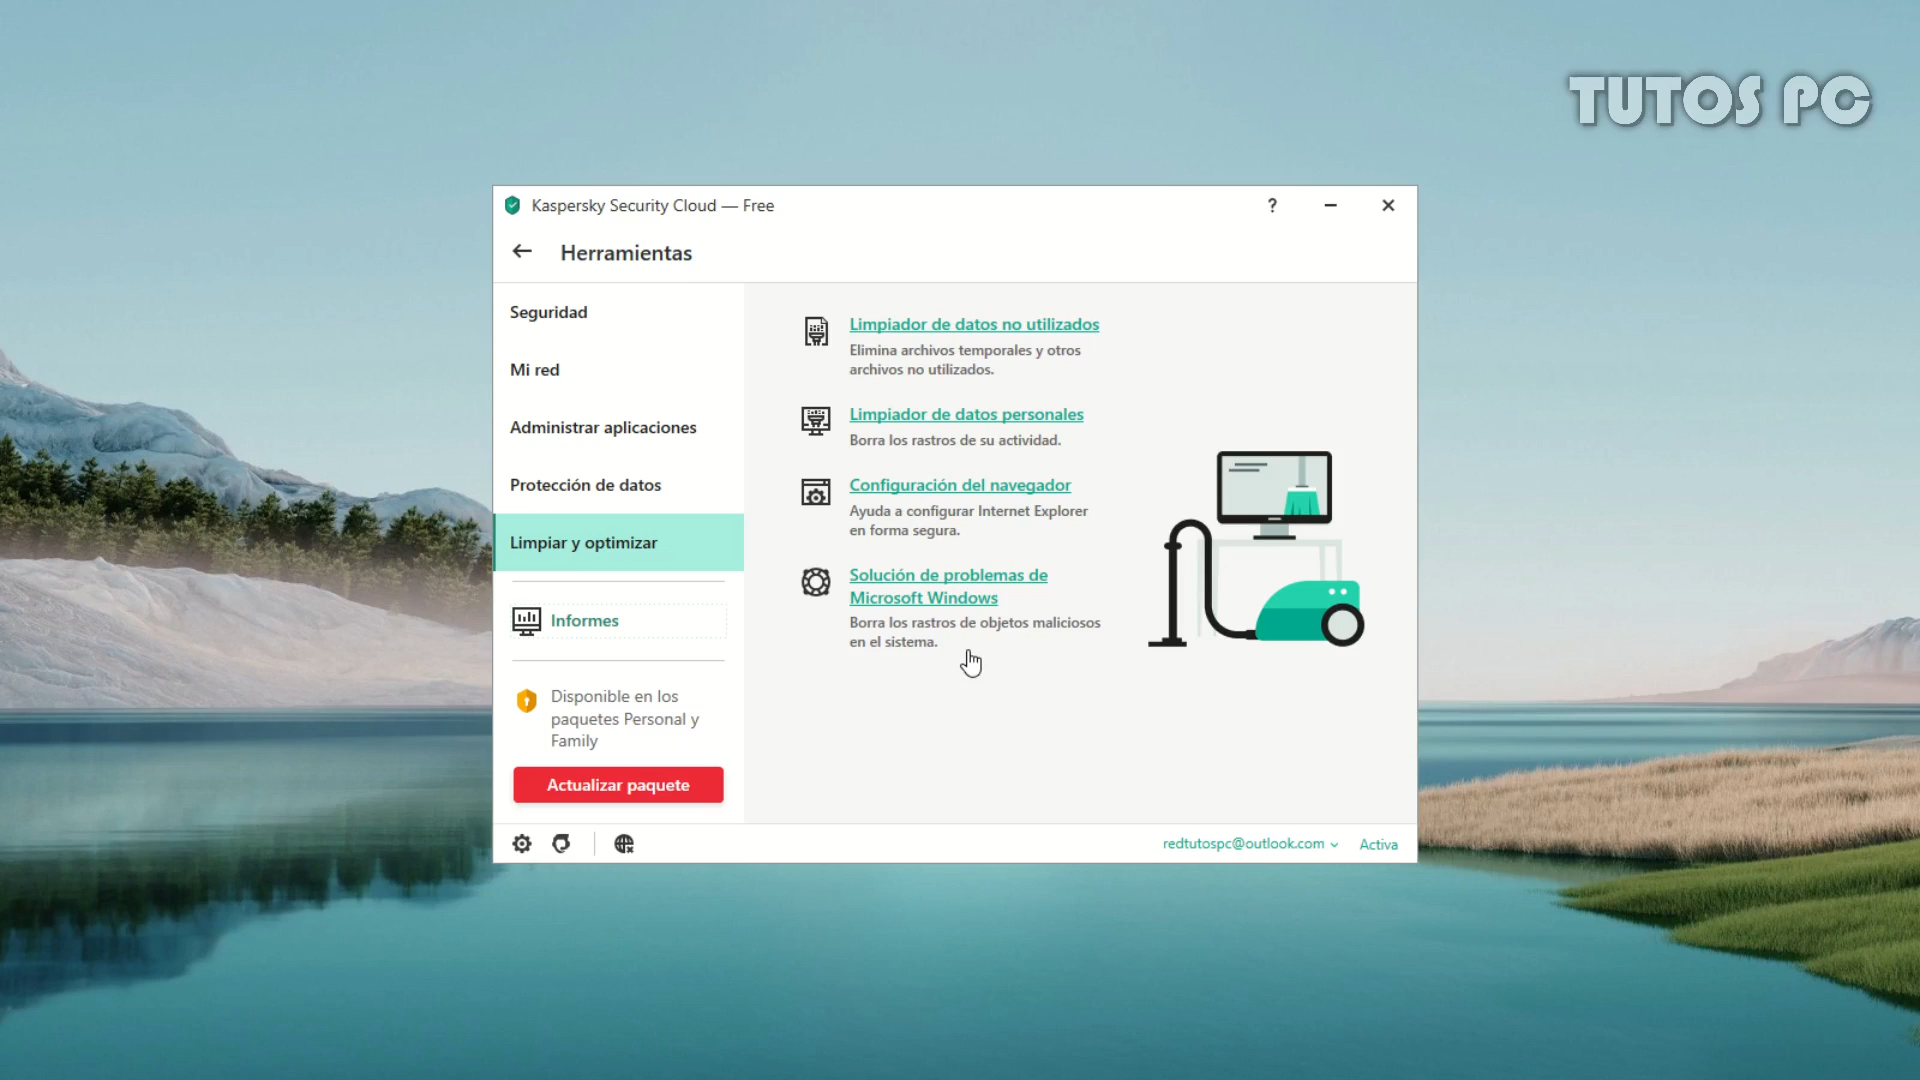 TUTOS PC
Kaspersky Security Cloud — Free
?
Herramientas
Seguridad
Mi red
Administrar aplicaciones
Protección de datos
Limpiar y optimizar
Informes
Disponible en los
paquetes Personal y
Family
Actualizar paquete
Limpiador de datos no utilizados
Elimina archivos temporales y otros
archivos no utilizados.
Limpiador de datos personales
Borra los rastros de su actividad.
Configuración del navegador
Ayuda a configurar Internet Explorer
en forma segura.
Solución de problemas de
Microsoft Windows
Borra los rastros de objetos maliciosos
en el sistema.
redtutospc@outlook.com
Activa